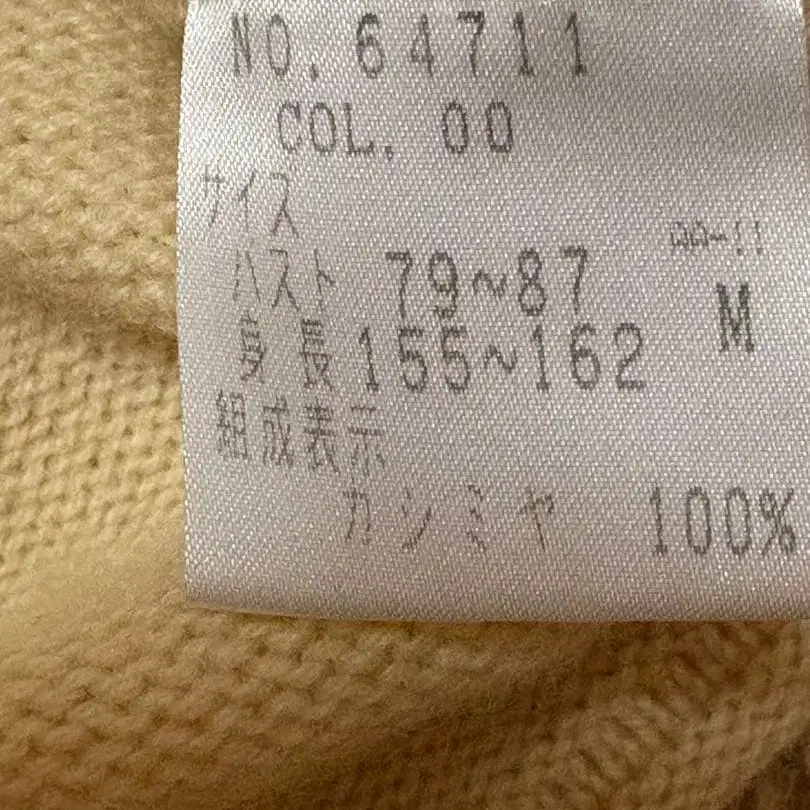 NO. 64711
COL. 00
サイズ
バスト 79~87
身長 155~162 M
組成表示
カシミヤ 100%